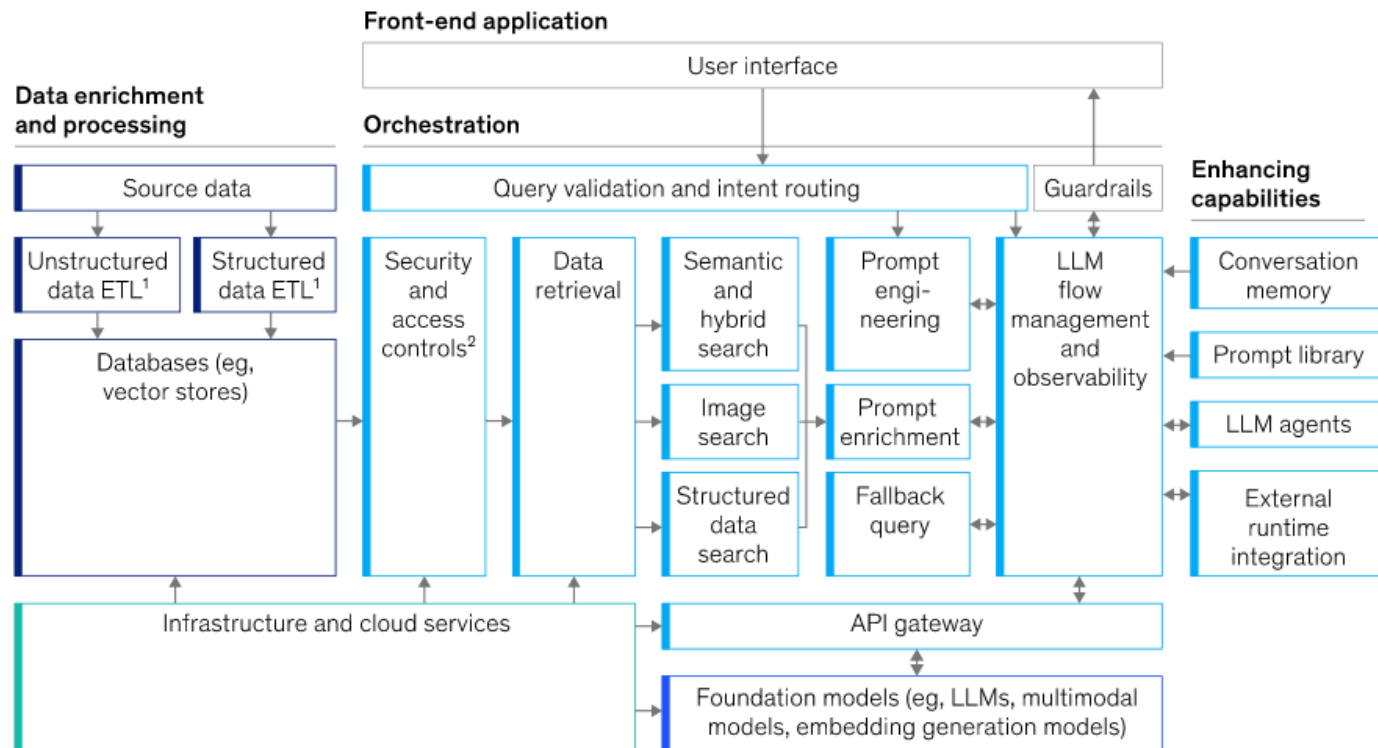 Front-end application
User interface
Data enrichment
and processing
Orchestration
Source data
Query validation and intent routing
Guardrails
Enhancing
capabilities
Unstructured
data ETL¹
Structured
data ETL¹
Security
and
access
controls²
Data
retrieval
Semantic
and
hybrid
search
Prompt
engi-
neering
LLM
flow
management
and
observability
Conversation
memory
Prompt library
Databases (eg,
vector stores)
Image
search
Prompt
enrichment
LLM agents
Structured
data
search
Fallback
query
External
runtime
integration
Infrastructure and cloud services
API gateway
Foundation models (eg, LLMs, multimodal
models, embedding generation models)